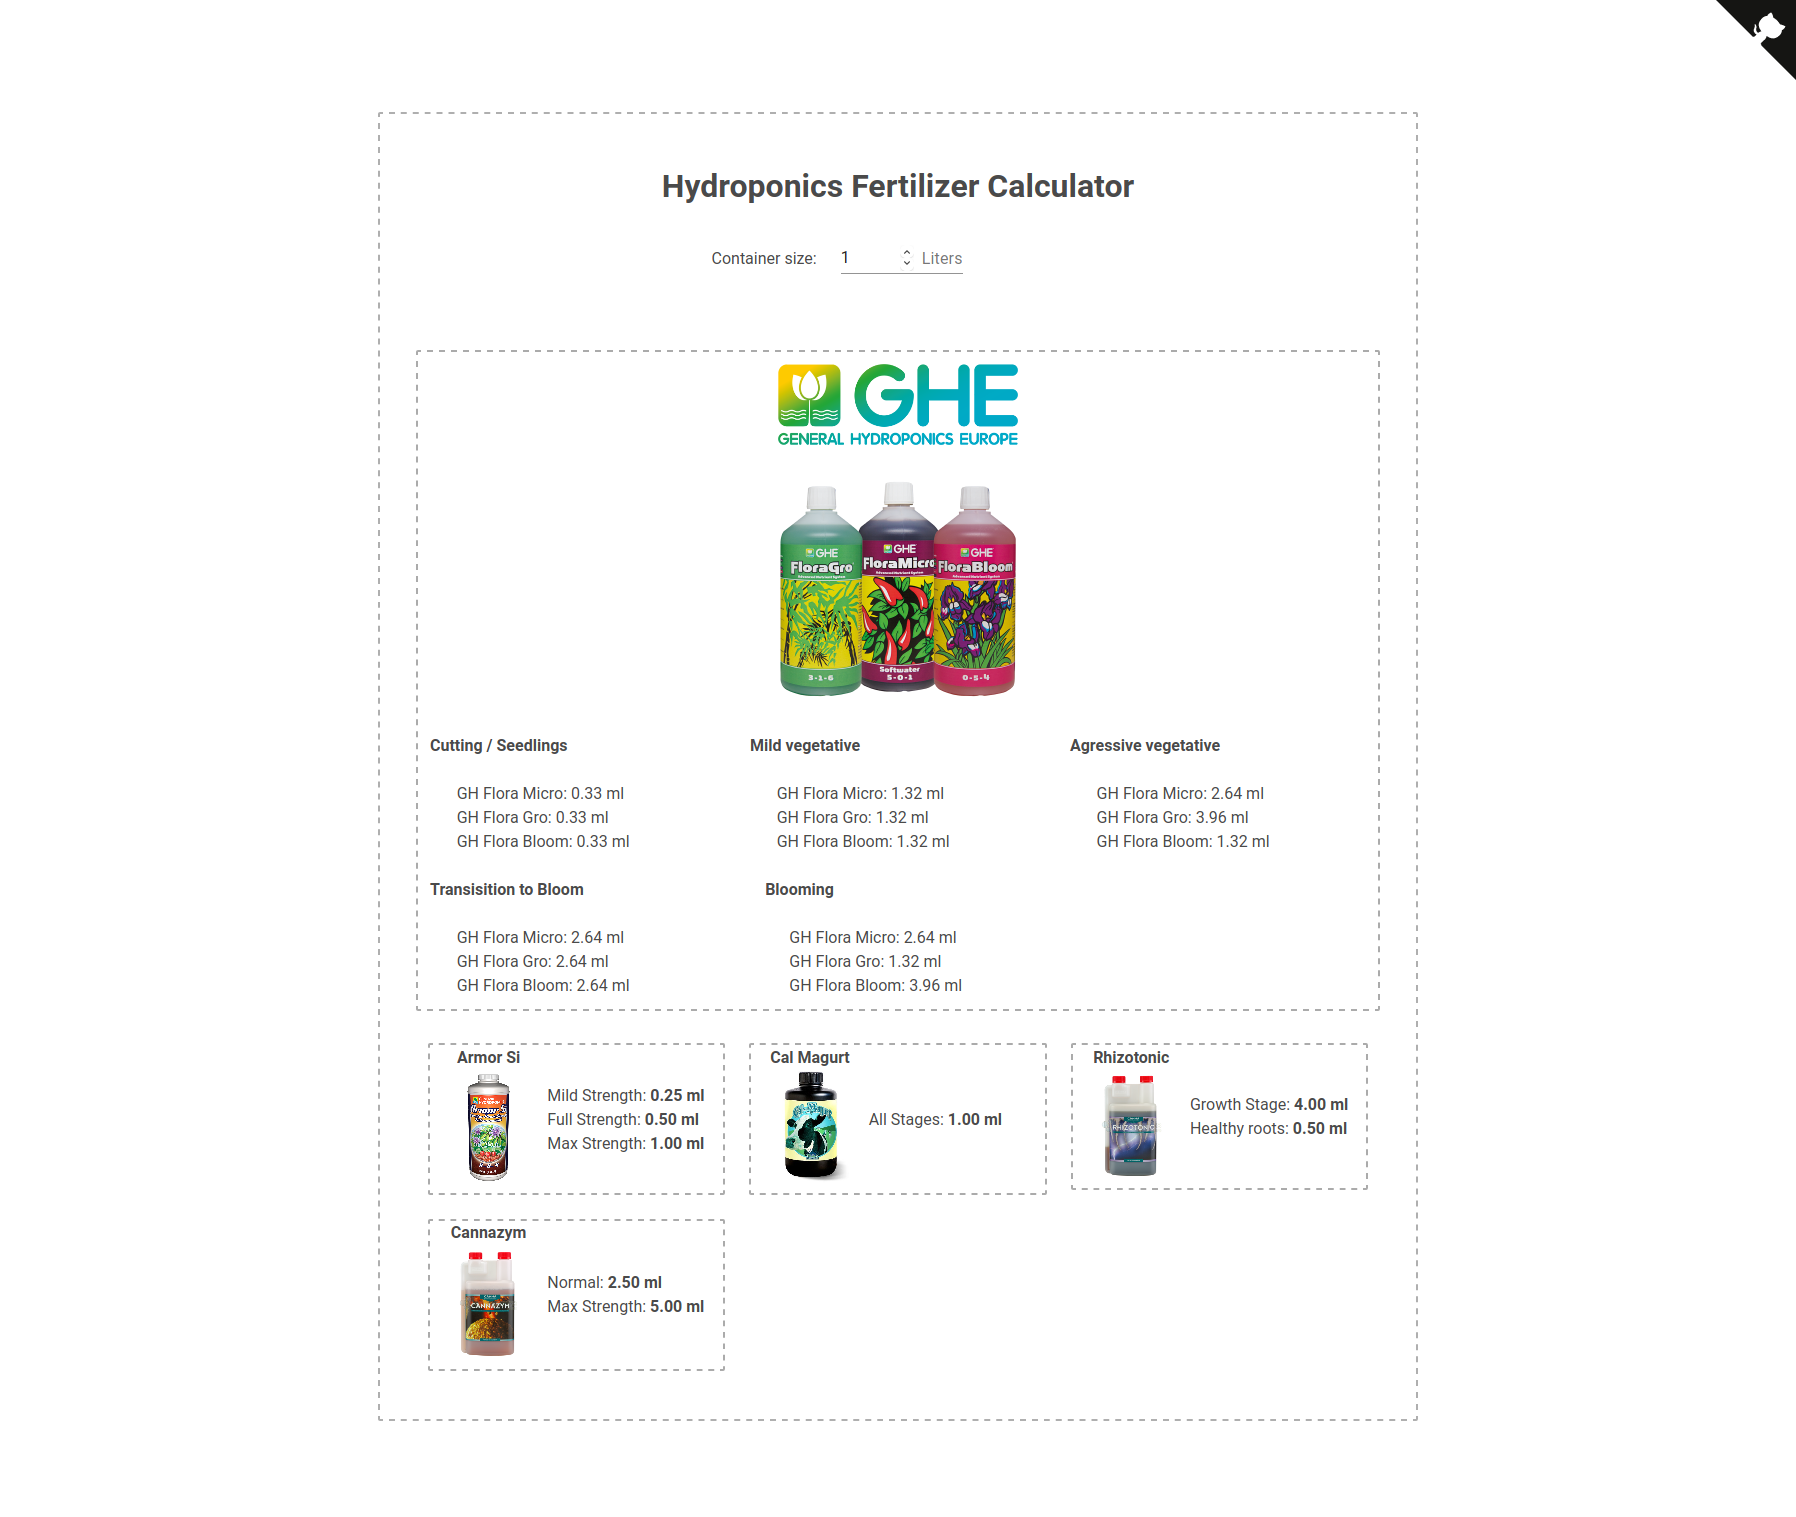 Hydroponics Fertilizer Calculator
Container size: 1 Liters
GHE
GENERAL HYDROPONICS EUROPE
GHE GHE GHE
FloraGro FloraMicro FloraBloom
Softwater
3-1-6 5-0-1 0-5-4
Cutting / Seedlings
GH Flora Micro: 0.33 ml
GH Flora Gro: 0.33 ml
GH Flora Bloom: 0.33 ml
Mild vegetative
GH Flora Micro: 1.32 ml
GH Flora Gro: 1.32 ml
GH Flora Bloom: 1.32 ml
Agressive vegetative
GH Flora Micro: 2.64 ml
GH Flora Gro: 3.96 ml
GH Flora Bloom: 1.32 ml
Transisition to Bloom
GH Flora Micro: 2.64 ml
GH Flora Gro: 2.64 ml
GH Flora Bloom: 2.64 ml
Blooming
GH Flora Micro: 2.64 ml
GH Flora Gro: 1.32 ml
GH Flora Bloom: 3.96 ml
Armor Si
Mild Strength: 0.25 ml
Full Strength: 0.50 ml
Max Strength: 1.00 ml
Cal Magurt
All Stages: 1.00 ml
Rhizotonic
RHIZOTONIC
Growth Stage: 4.00 ml
Healthy roots: 0.50 ml
Cannazym
CANNAZYM
Normal: 2.50 ml
Max Strength: 5.00 ml